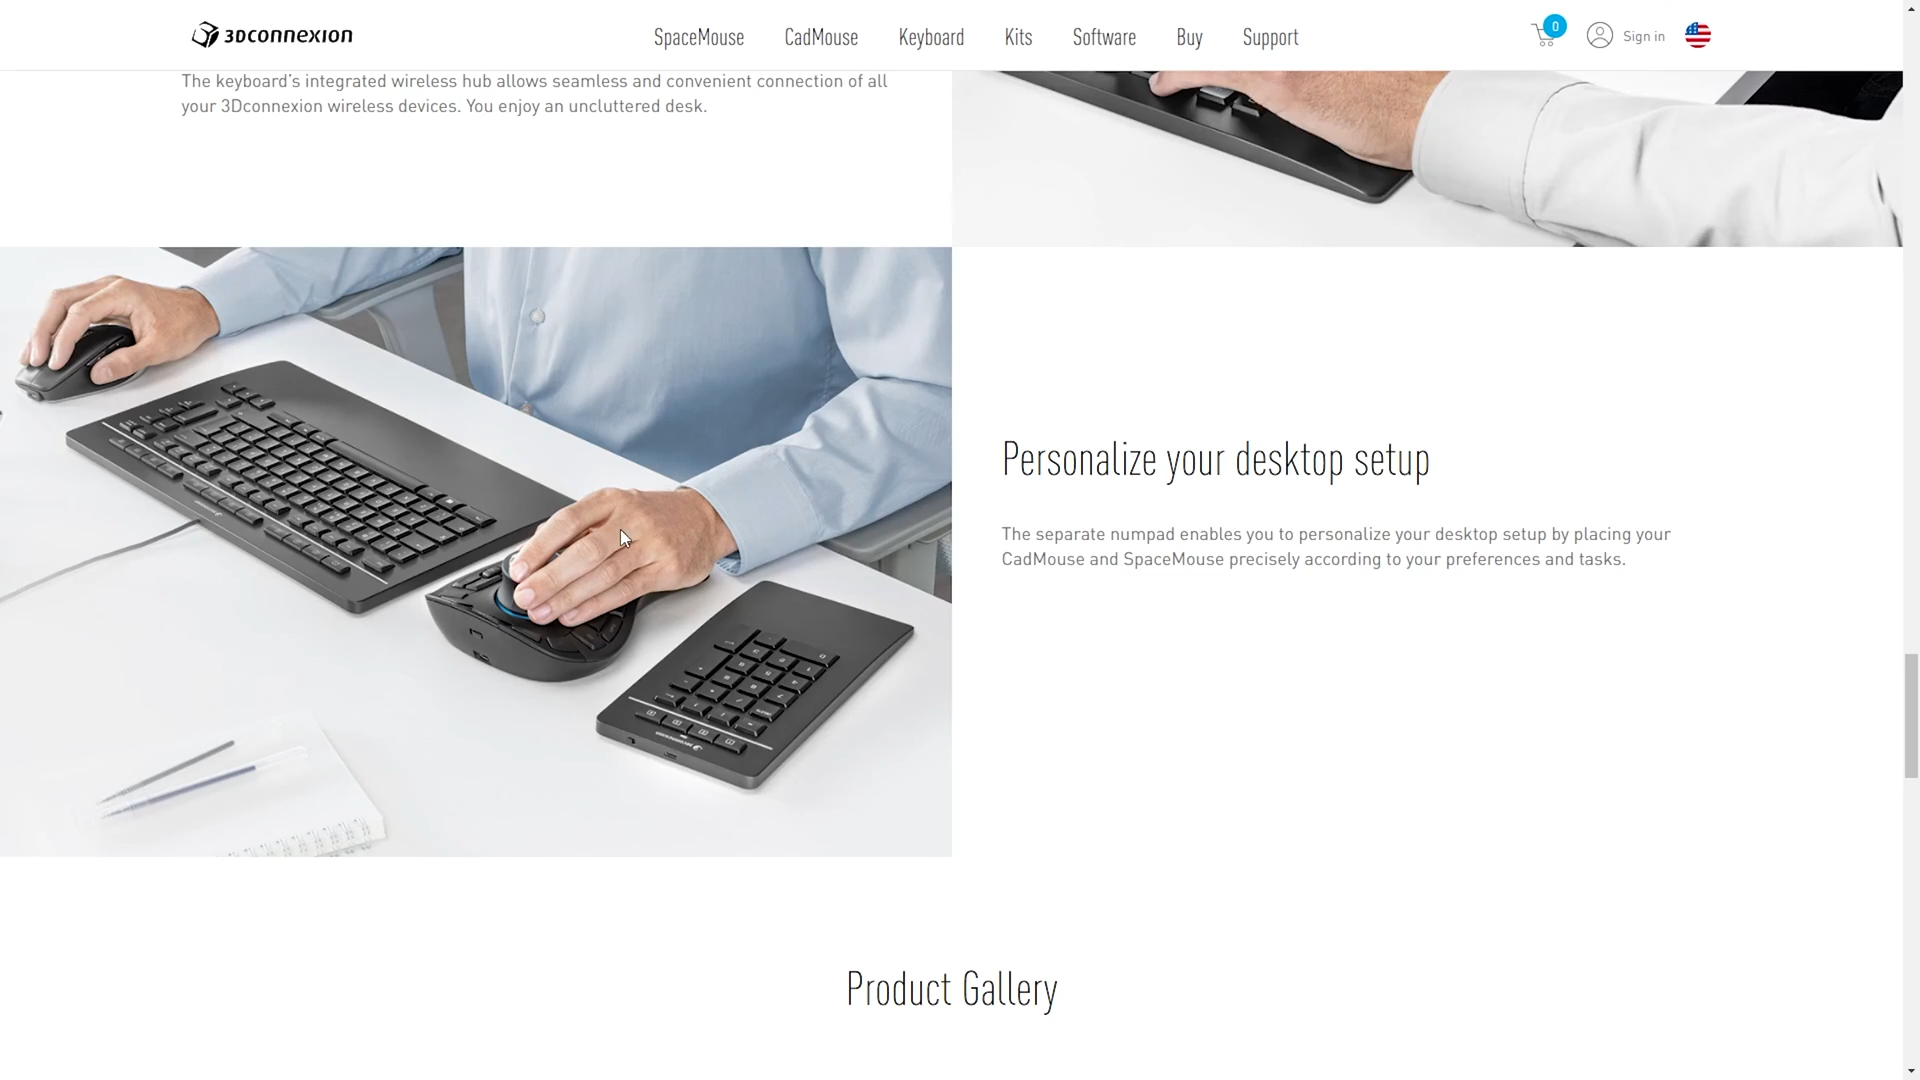 3Dconnexion
SpaceMouse
CadMouse
Keyboard
Kits
Software
Buy
Support
0
Sign in
The keyboard's integrated wireless hub allows seamless and convenient connection of all
your 3Dconnexion wireless devices. You enjoy an uncluttered desk.
Personalize your desktop setup
The separate numpad enables you to personalize your desktop setup by placing your
CadMouse and SpaceMouse precisely according to your preferences and tasks.
Product Gallery